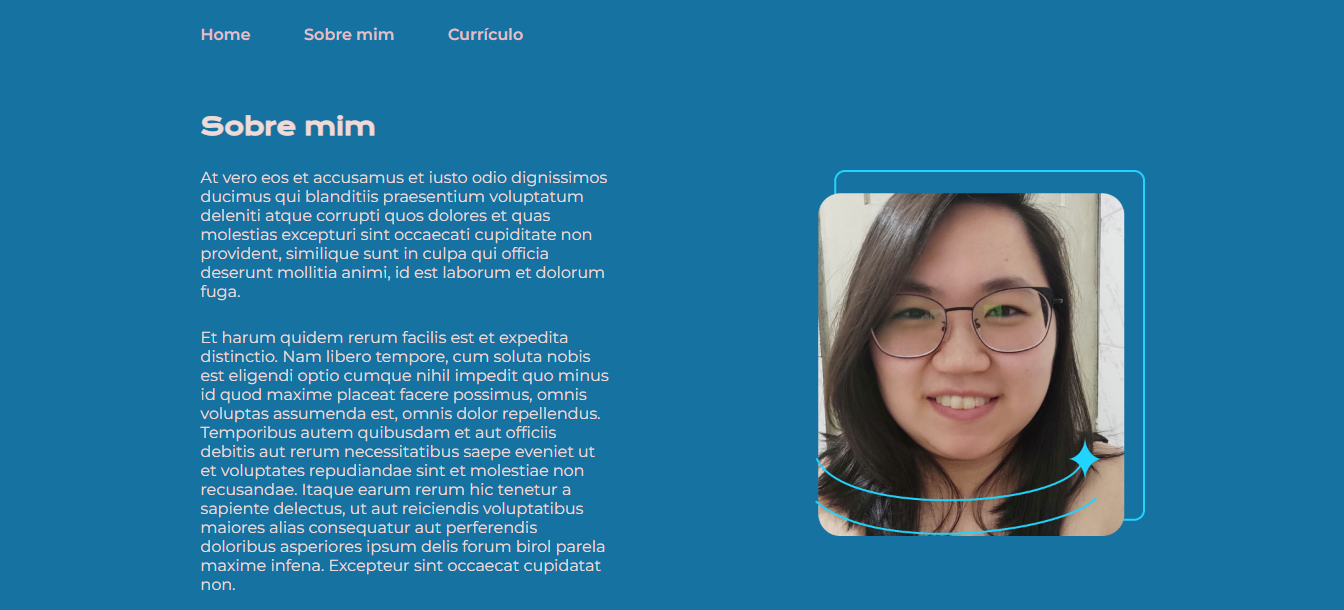 Home Sobre mim Currículo
Sobre mim
At vero eos et accusamus et iusto odio dignissimos
ducimus qui blanditiis praesentium voluptatum
deleniti atque corrupti quos dolores et quas
molestias excepturi sint occaecati cupiditate non
provident, similique sunt in culpa qui officia
deserunt mollitia animi, id est laborum et dolorum
fuga.
Et harum quidem rerum facilis est et expedita
distinctio. Nam libero tempore, cum soluta nobis
est eligendi optio cumque nihil impedit quo minus
id quod maxime placeat facere possimus, omnis
voluptas assumenda est, omnis dolor repellendus.
Temporibus autem quibusdam et aut officiis
debitis aut rerum necessitatibus saepe eveniet ut
et voluptates repudiandae sint et molestiae non
recusandae. Itaque earum rerum hic tenetur a
sapiente delectus, ut aut reiciendis voluptatibus
maiores alias consequatur aut perferendis
doloribus asperiores ipsum delis forum birol parela
maxime infena. Excepteur sint occaecat cupidatat
non.